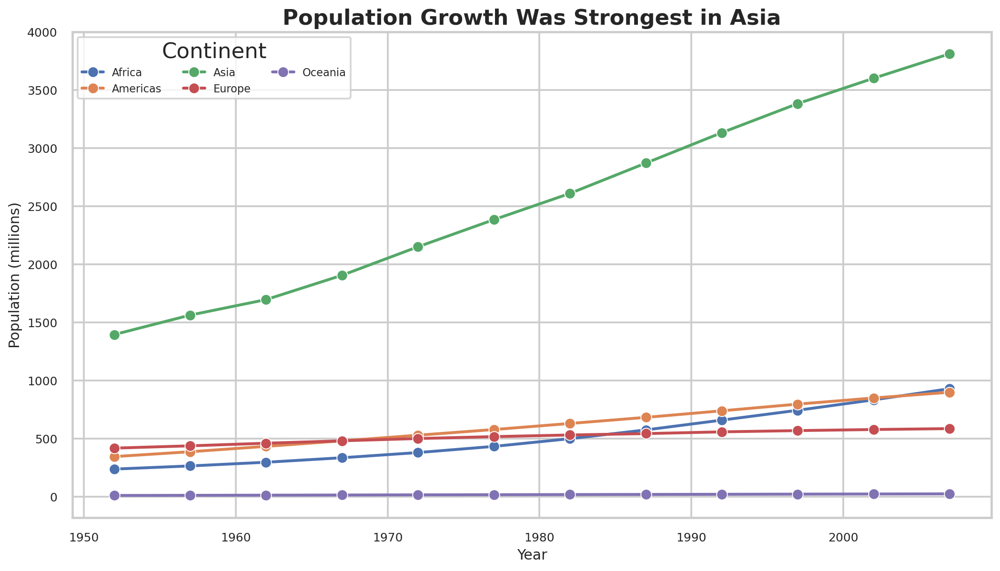 Population Growth Was Strongest in Asia
Continent
Africa
Americas
Asia
Europe
Oceania
Population (millions)
4000
3500
3000
2500
2000
1500
1000
500
0
1950 1960 1970 1980 1990 2000
Year